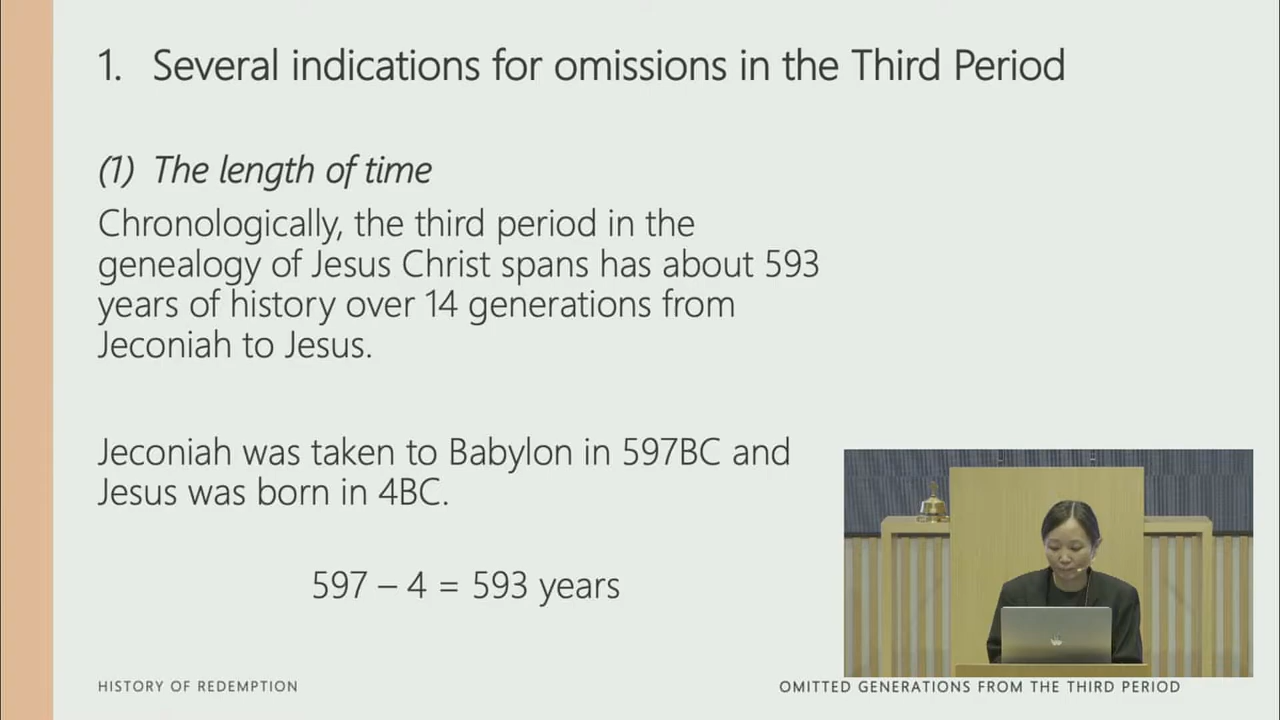 1. Several indications for omissions in the Third Period
(1) The length of time
Chronologically, the third period in the
genealogy of Jesus Christ spans has about 593
years of history over 14 generations from
Jeconiah to Jesus.
Jeconiah was taken to Babylon in 597BC and
Jesus was born in 4BC.
597 – 4 = 593 years
HISTORY OF REDEMPTION
OMITTED GENERATIONS FROM THE THIRD PERIOD